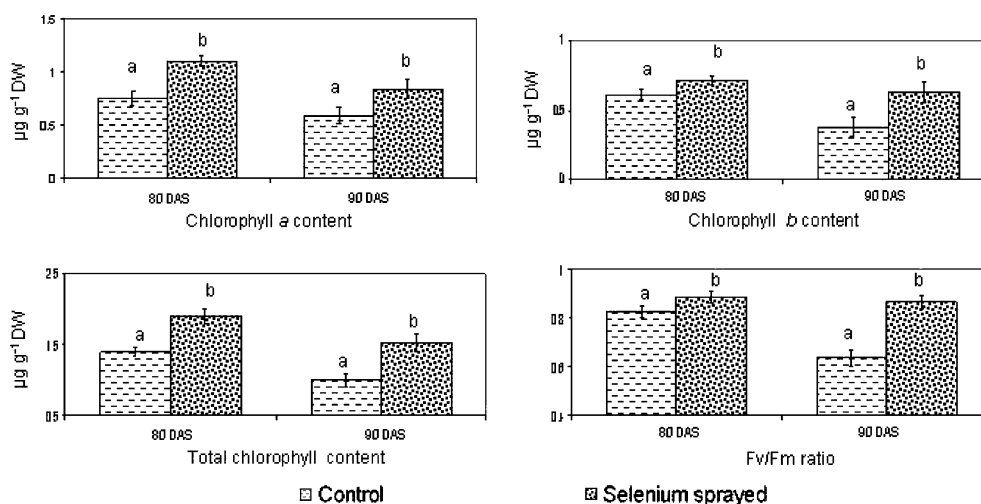 1.5
1
0.5
0
µg g⁻¹ DW
a
b
a
b
80 DAS
90 DAS
Chlorophyll a content
1
0.5
0
µg g⁻¹ DW
a
b
a
b
80 DAS
90 DAS
Chlorophyll b content
2.5
1.5
0.5
µg g⁻¹ DW
a
b
a
b
80 DAS
90 DAS
Total chlorophyll content
1
0.8
0.6
0.4
a
b
a
b
80 DAS
90 DAS
Fv/Fm ratio
Control
Selenium sprayed